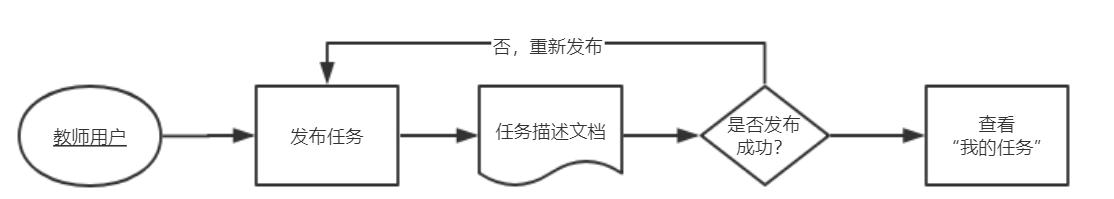 否，重新发布
教师用户
发布任务
任务描述文档
是否发布
成功？
查看
“我的任务”